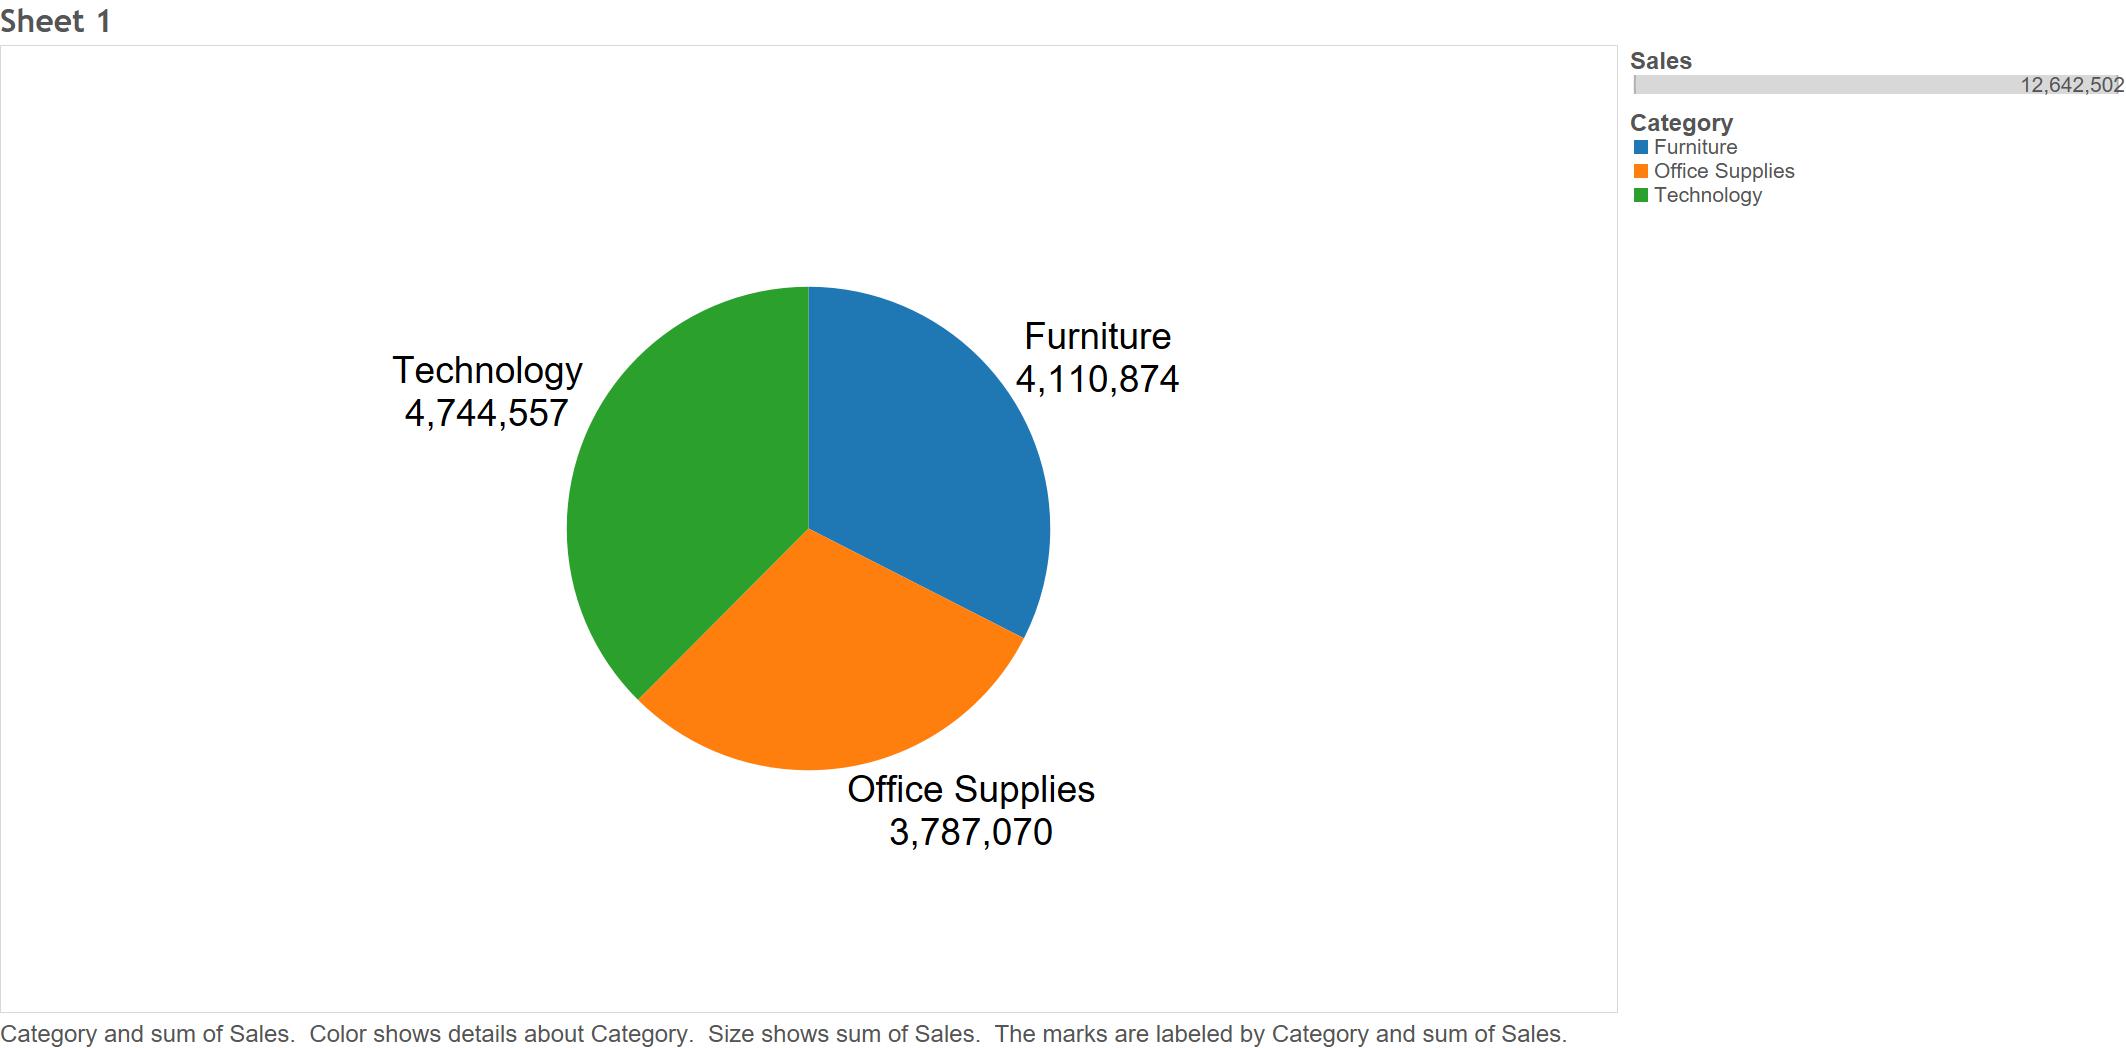 Sheet 1
Sales
12,642,502
Category
Furniture
Office Supplies
Technology
Furniture
4,110,874
Technology
4,744,557
Office Supplies
3,787,070
Category and sum of Sales.  Color shows details about Category.  Size shows sum of Sales.  The marks are labeled by Category and sum of Sales.